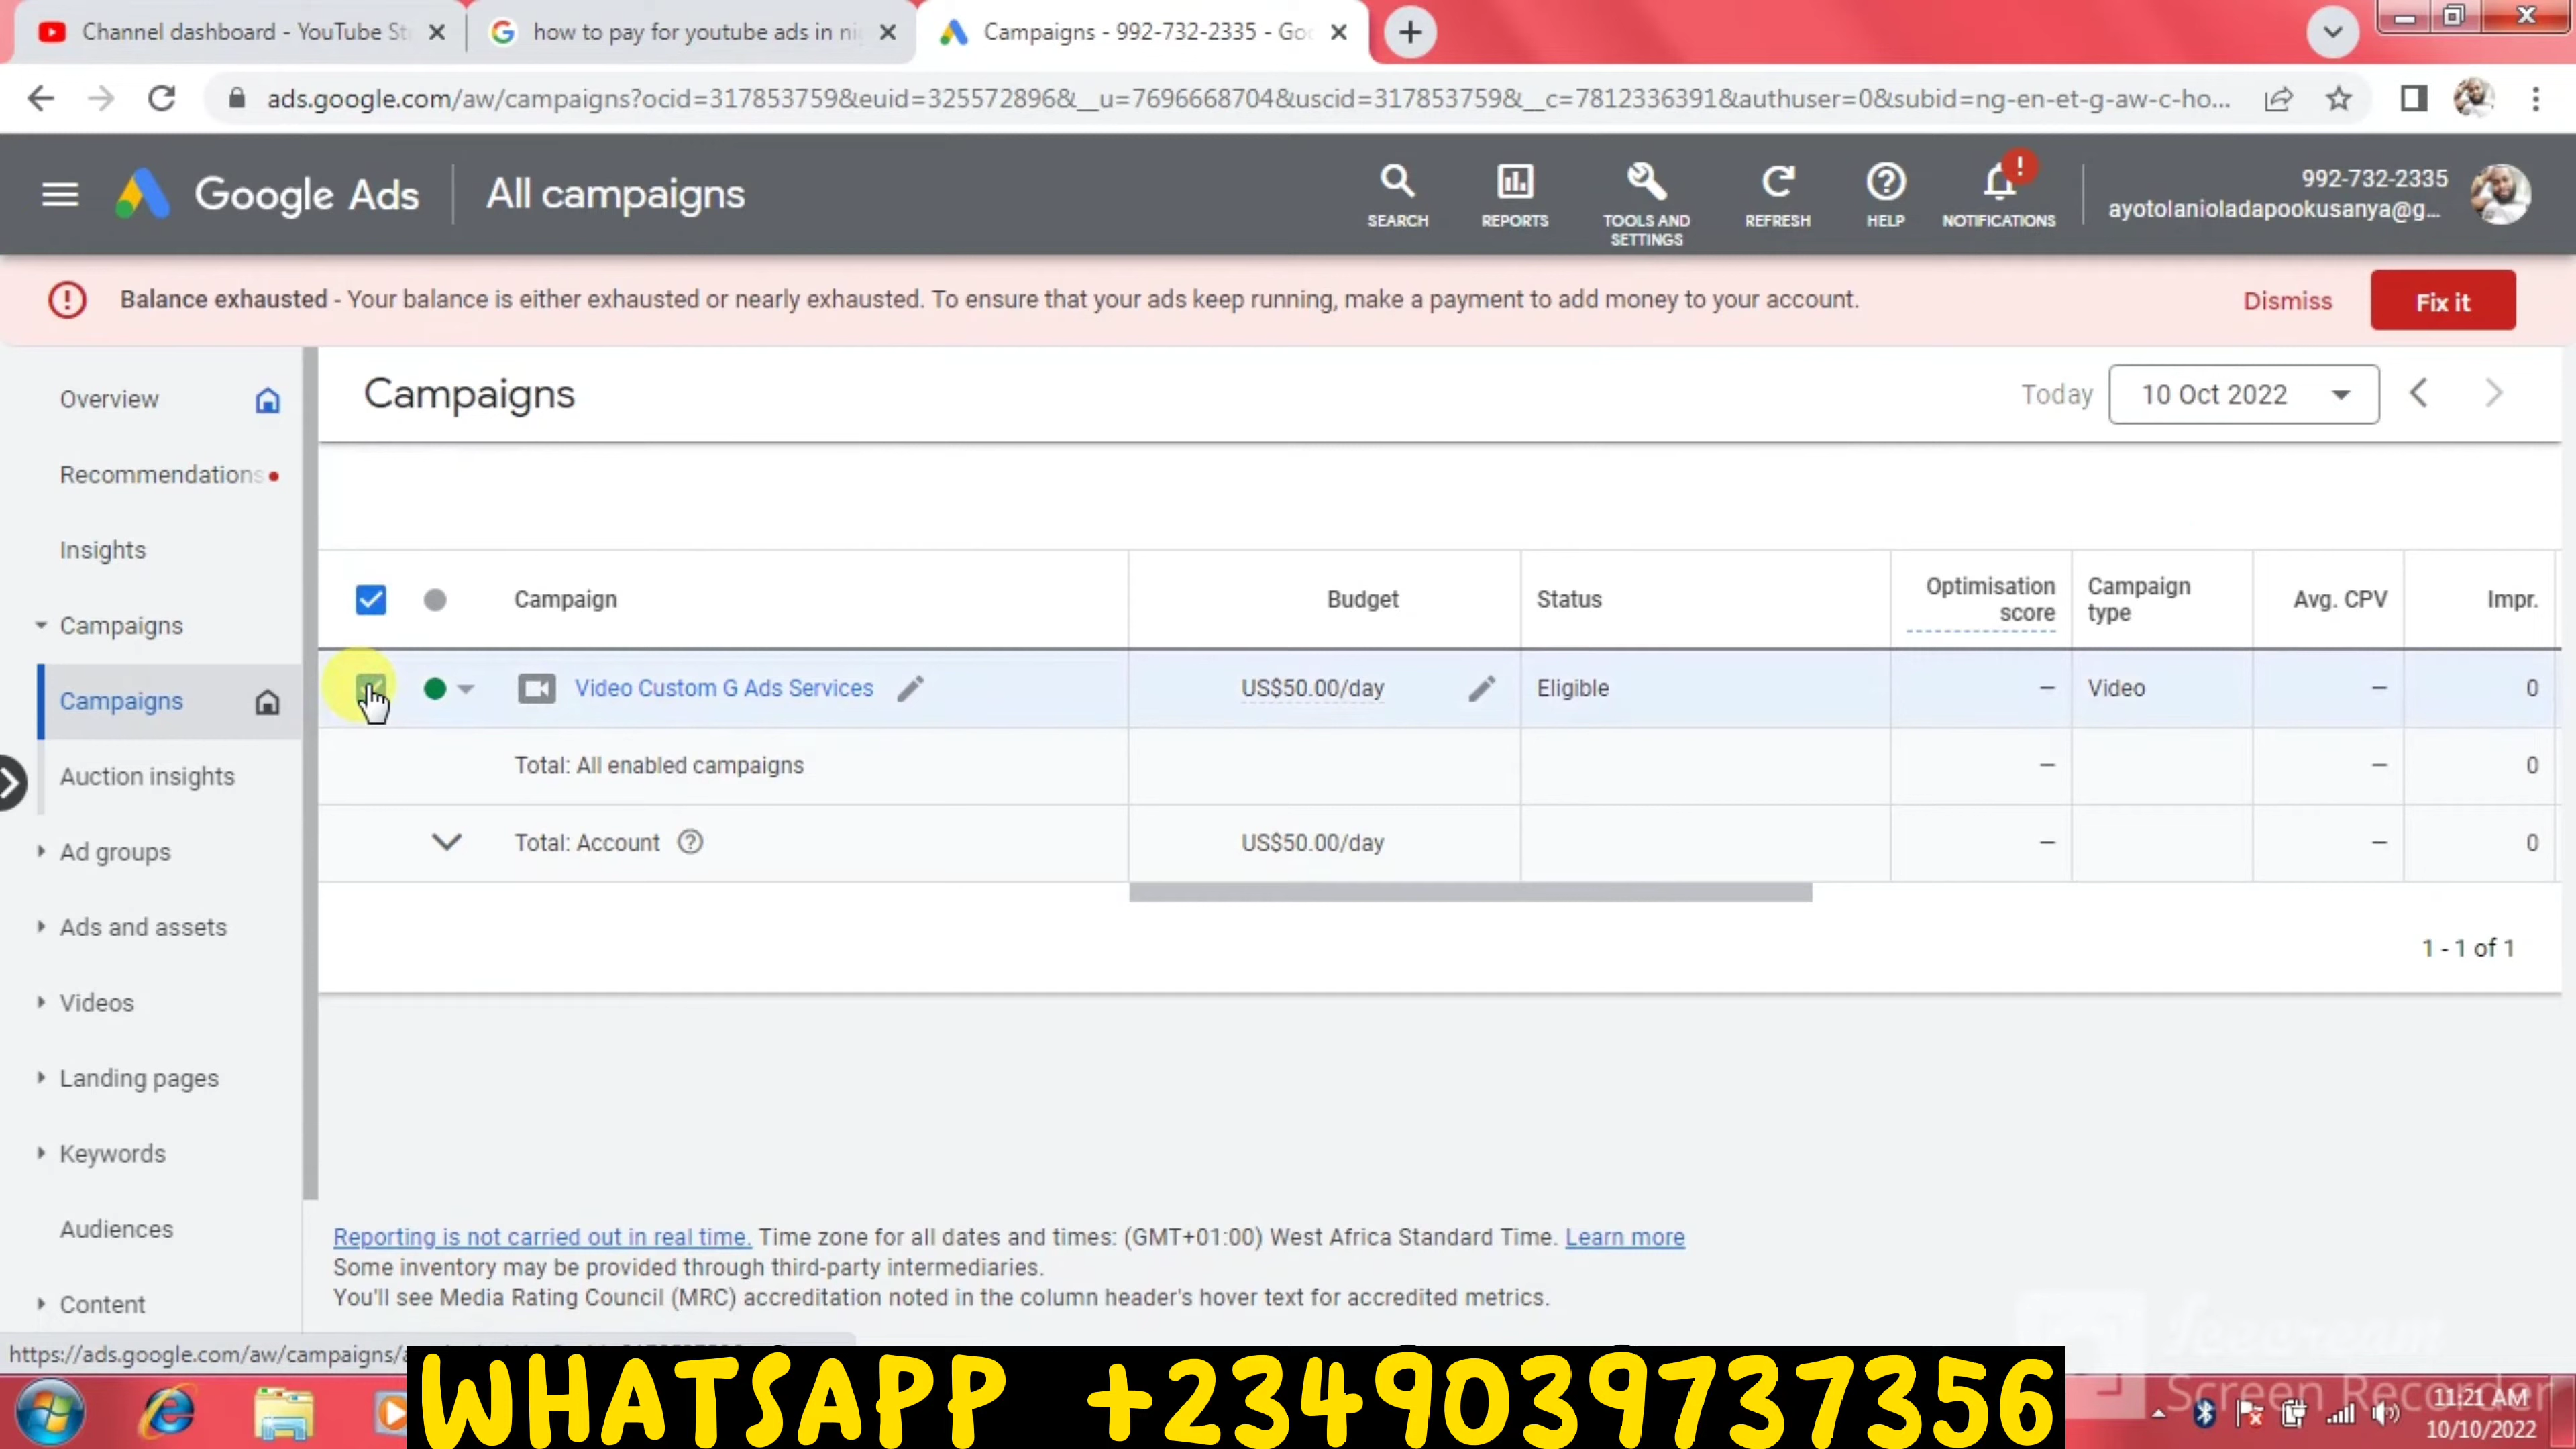 Channel dashboard - YouTube St
how to pay for youtube ads in ni
Campaigns - 992-732-2335 - Goo
ads.google.com/aw/campaigns?ocid=317853759&euid=325572896&__u=7696668704&uscid=317853759&__c=7812336391&authuser=0&subid=ng-en-et-g-aw-c-ho...
Google Ads
All campaigns
SEARCH
REPORTS
TOOLS AND
SETTINGS
REFRESH
HELP
NOTIFICATIONS
992-732-2335
ayotolanioladapookusanya@g...
Balance exhausted - Your balance is either exhausted or nearly exhausted. To ensure that your ads keep running, make a payment to add money to your account.
Dismiss
Fix it
Overview
Recommendations
Insights
Campaigns
Campaigns
Auction insights
Ad groups
Ads and assets
Videos
Landing pages
Keywords
Audiences
Content
Campaigns
Today
10 Oct 2022
Campaign
Budget
Status
Optimisation
score
Campaign
type
Avg. CPV
Impr.
Video Custom G Ads Services
US$50.00/day
Eligible
–
Video
–
0
Total: All enabled campaigns
–
–
0
Total: Account
US$50.00/day
–
–
0
1 - 1 of 1
Reporting is not carried out in real time. Time zone for all dates and times: (GMT+01:00) West Africa Standard Time. Learn more
Some inventory may be provided through third-party intermediaries.
You'll see Media Rating Council (MRC) accreditation noted in the column header's hover text for accredited metrics.
https://ads.google.com/aw/campaigns/
WHATSAPP +2349039737356
Screen Recorder
11:21 AM
10/10/2022